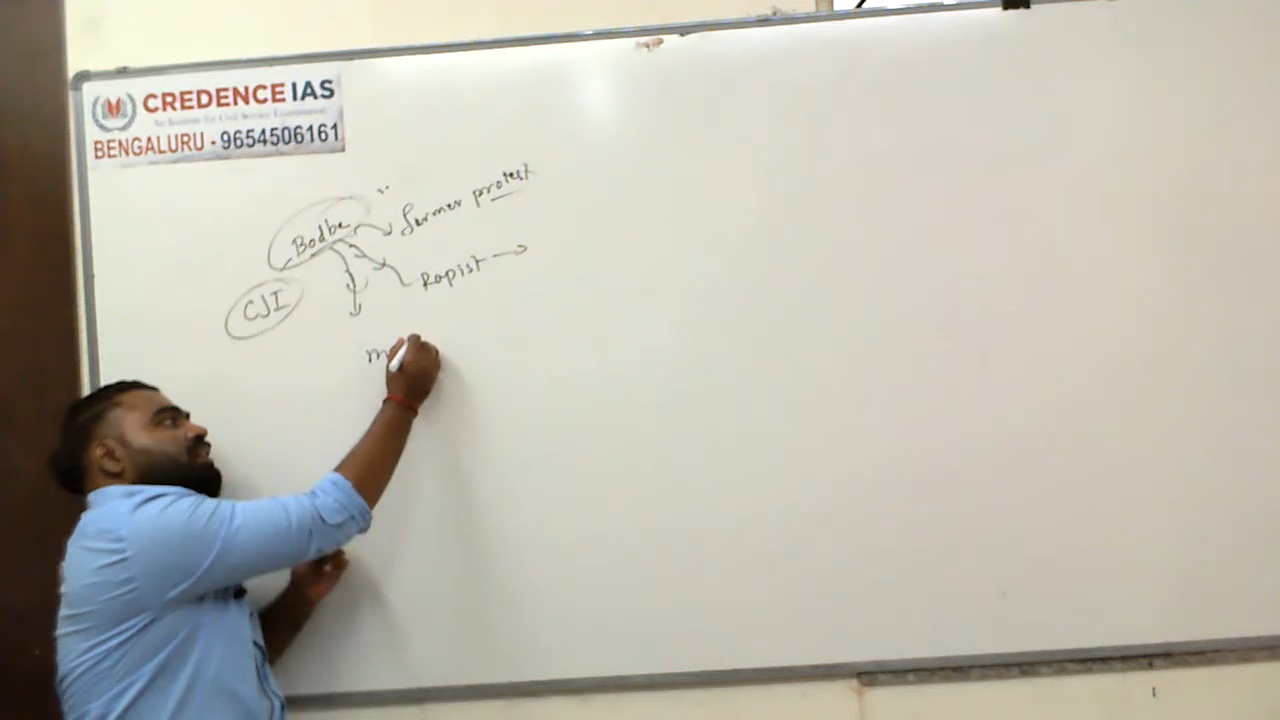 CREDENCE IAS
An Institute for Civil Service Examination
BENGALURU - 9654506161
Bodbe → farmer protest
Rapist →
CJI
m